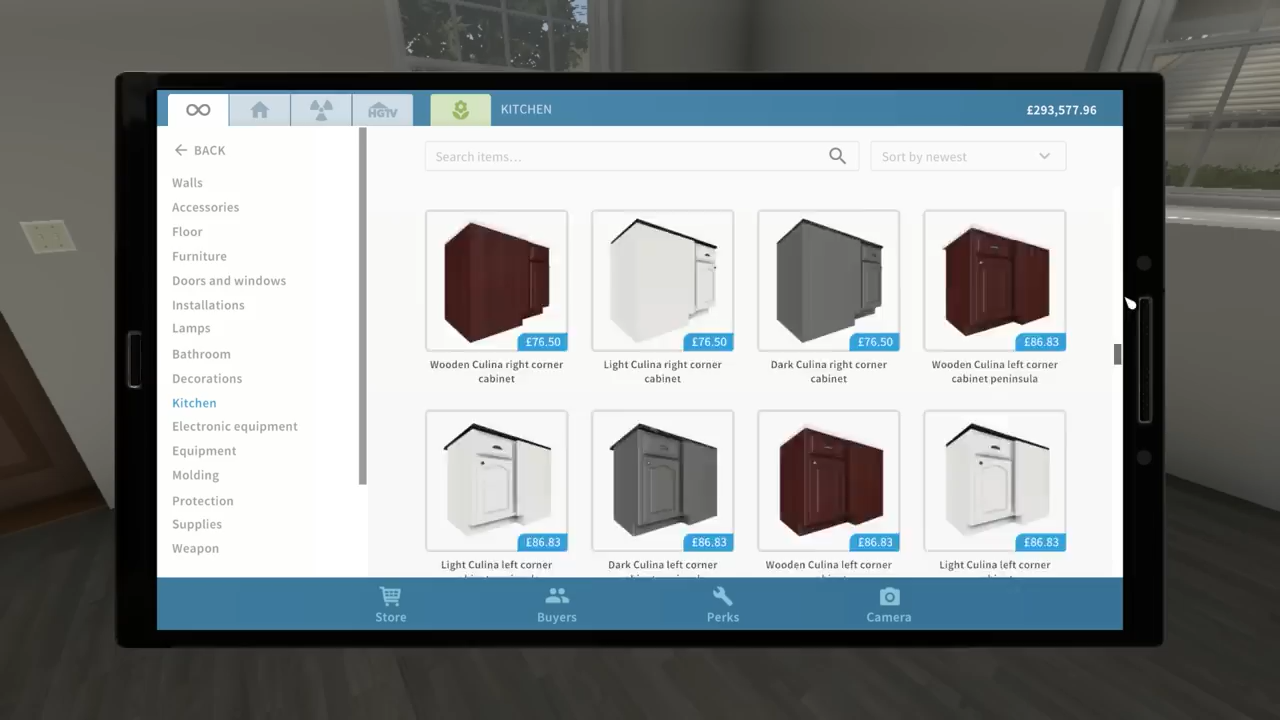 HGTV
KITCHEN
£293,577.96
BACK
Search items...
Sort by newest
Walls
Accessories
Floor
Furniture
Doors and windows
Installations
Lamps
Bathroom
Decorations
Kitchen
Electronic equipment
Equipment
Molding
Protection
Supplies
Weapon
£76.50
£76.50
£76.50
£86.83
Wooden Culina right corner
cabinet
Light Culina right corner
cabinet
Dark Culina right corner
cabinet
Wooden Culina left corner
cabinet peninsula
£86.83
£86.83
£86.83
£86.83
Light Culina left corner
Dark Culina left corner
Wooden Culina left corner
Light Culina left corner
Store
Buyers
Perks
Camera